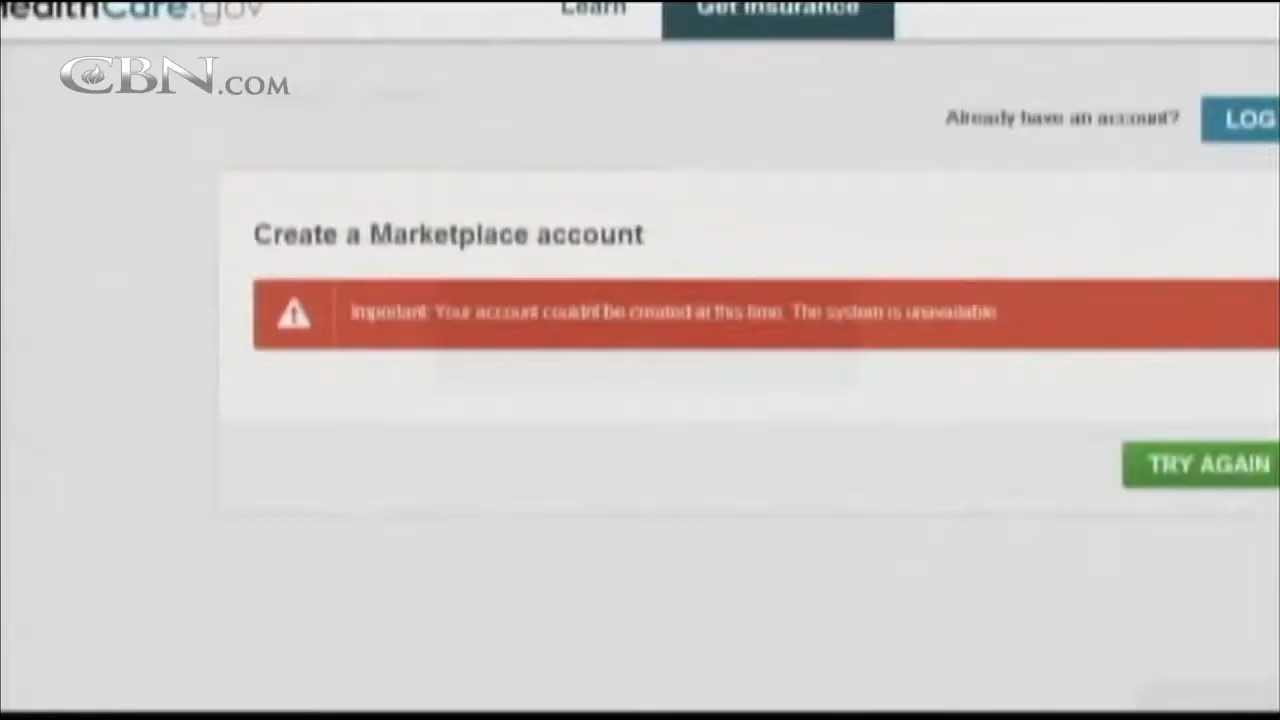 HealthCare.gov
Learn
Get Insurance
CBN.COM
Already have an account?
LOG
Create a Marketplace account
Important: Your account couldn't be created at this time. The system is unavailable.
TRY AGAIN